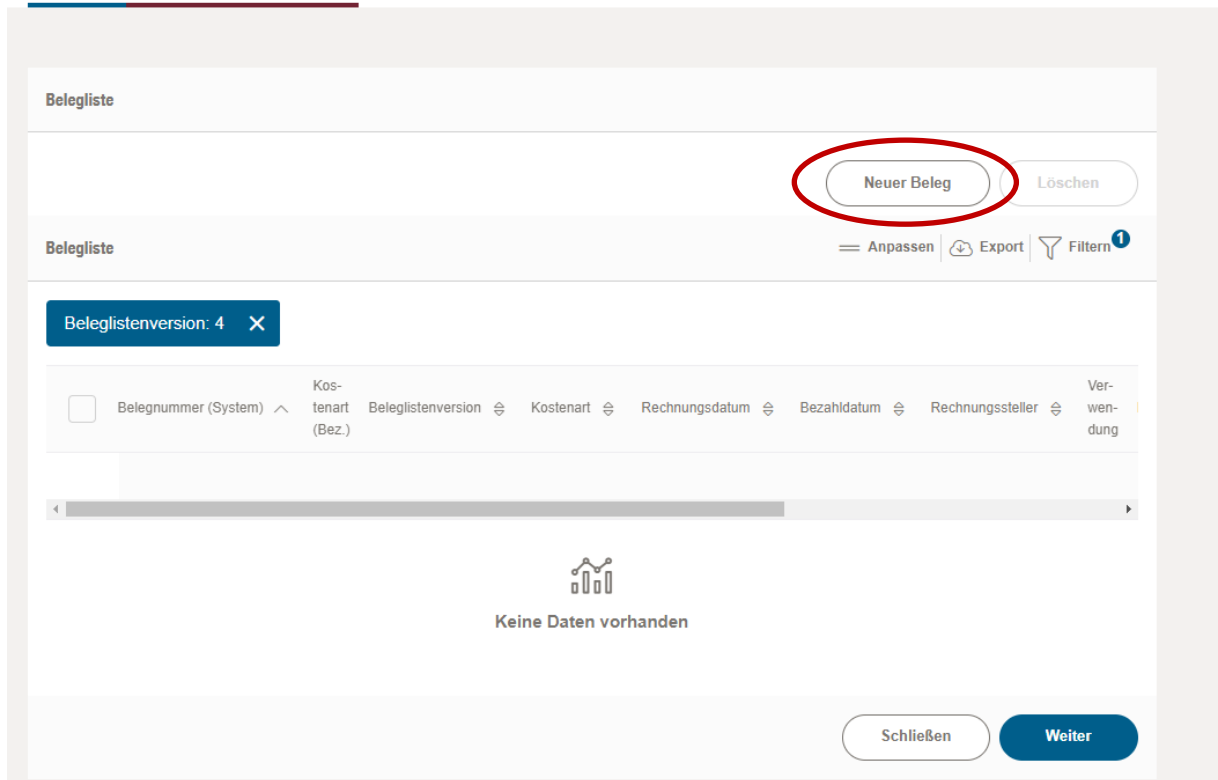 Belegliste
Neuer Beleg Löschen
Belegliste Anpassen Export Filtern 1
Beleglistenversion: 4
Belegnummer (System) Kos-
tenart
(Bez.) Beleglistenversion Kostenart Rechnungsdatum Bezahldatum Rechnungssteller Ver-
wen-
dung
Keine Daten vorhanden
Schließen Weiter